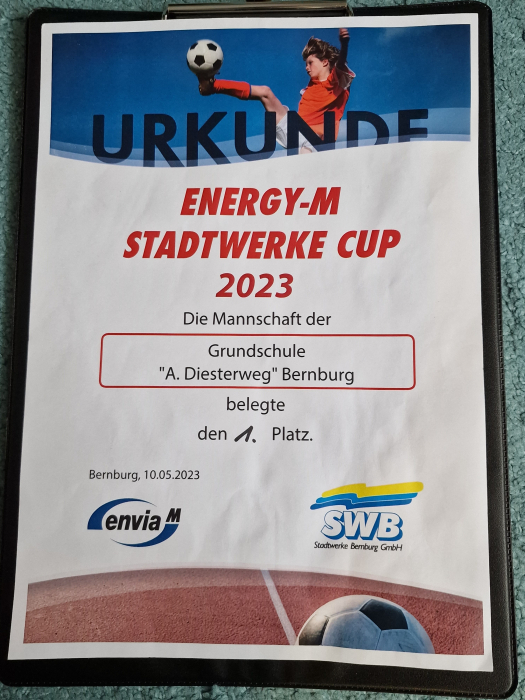 URKUNDE
ENERGY-M
STADTWERKE CUP
2023
Die Mannschaft der
Grundschule
"A. Diesterweg" Bernburg
belegte
den 1. Platz.
Bernburg, 10.05.2023
envia M
SWB
Stadtwerke Bernburg GmbH